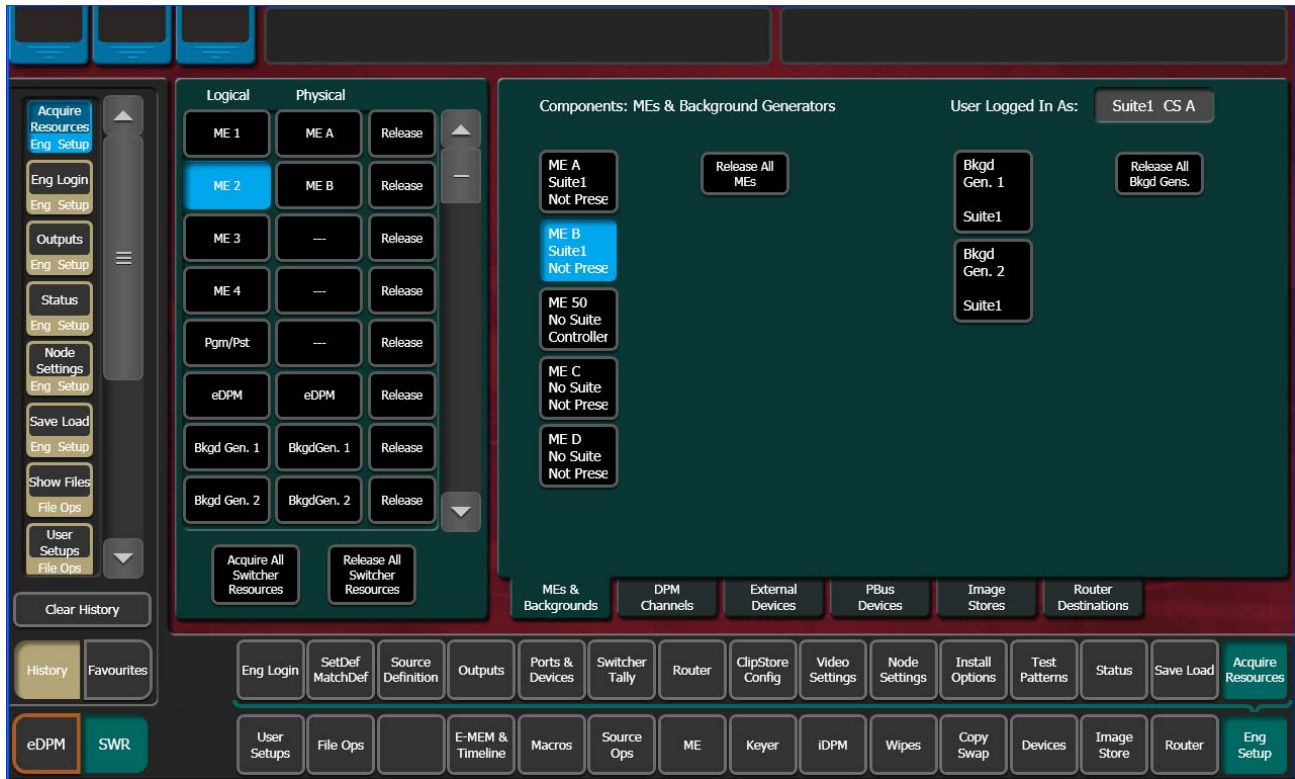 Acquire
Resources
Eng Setup
Eng Login
Eng Setup
Outputs
Eng Setup
Status
Eng Setup
Node
Settings
Eng Setup
Save Load
Eng Setup
Show Files
File Ops
User
Setups
File Ops
Clear History
History
Favourites
eDPM
SWR
Logical Physical
ME 1 ME A Release
ME 2 ME B Release
ME 3 --- Release
ME 4 --- Release
Pgm/Pst --- Release
eDPM eDPM Release
Bkgd Gen. 1 BkgdGen. 1 Release
Bkgd Gen. 2 BkgdGen. 2 Release
Acquire All
Switcher
Resources
Release All
Switcher
Resources
Components: MEs & Background Generators
User Logged In As: Suite1 CS A
ME A
Suite1
Not Prese
Release All
MEs
Bkgd
Gen. 1
Suite1
Release All
Bkgd Gens.
ME B
Suite1
Not Prese
Bkgd
Gen. 2
Suite1
ME 50
No Suite
Controller
ME C
No Suite
Not Prese
ME D
No Suite
Not Prese
MEs &
Backgrounds
DPM
Channels
External
Devices
PBus
Devices
Image
Stores
Router
Destinations
Eng Login
SetDef
MatchDef
Source
Definition
Outputs
Ports &
Devices
Switcher
Tally
Router
ClipStore
Config
Video
Settings
Node
Settings
Install
Options
Test
Patterns
Status
Save Load
Acquire
Resources
User
Setups
File Ops
E-MEM &
Timeline
Macros
Source
Ops
ME
Keyer
iDPM
Wipes
Copy
Swap
Devices
Image
Store
Router
Eng
Setup